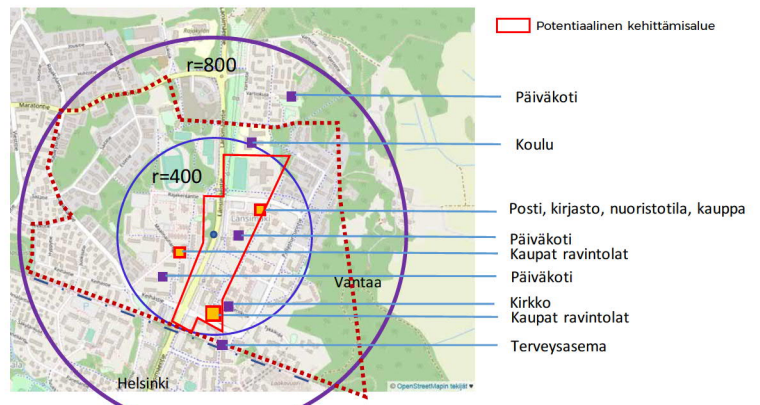 Potentiaalinen kehittämisalue
r=800
Päiväkoti
Koulu
r=400
Posti, kirjasto, nuoristotila, kauppa
Päiväkoti
Kaupat ravintolat
Päiväkoti
Vantaa
Kirkko
Kaupat ravintolat
Terveysasema
Helsinki
© OpenStreetMapin tekijät ♥